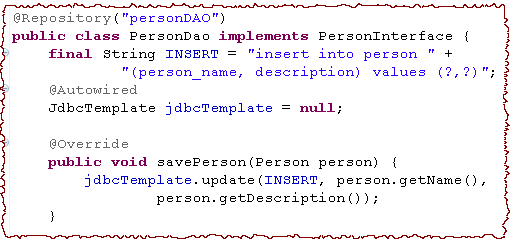 @Repository("personDAO")
public class PersonDao implements PersonInterface {
final String INSERT = "insert into person " +
"(person_name, description) values (?,?)";
@Autowired
JdbcTemplate jdbcTemplate = null;
@Override
public void savePerson(Person person) {
jdbcTemplate.update(INSERT, person.getName(),
person.getDescription());
}